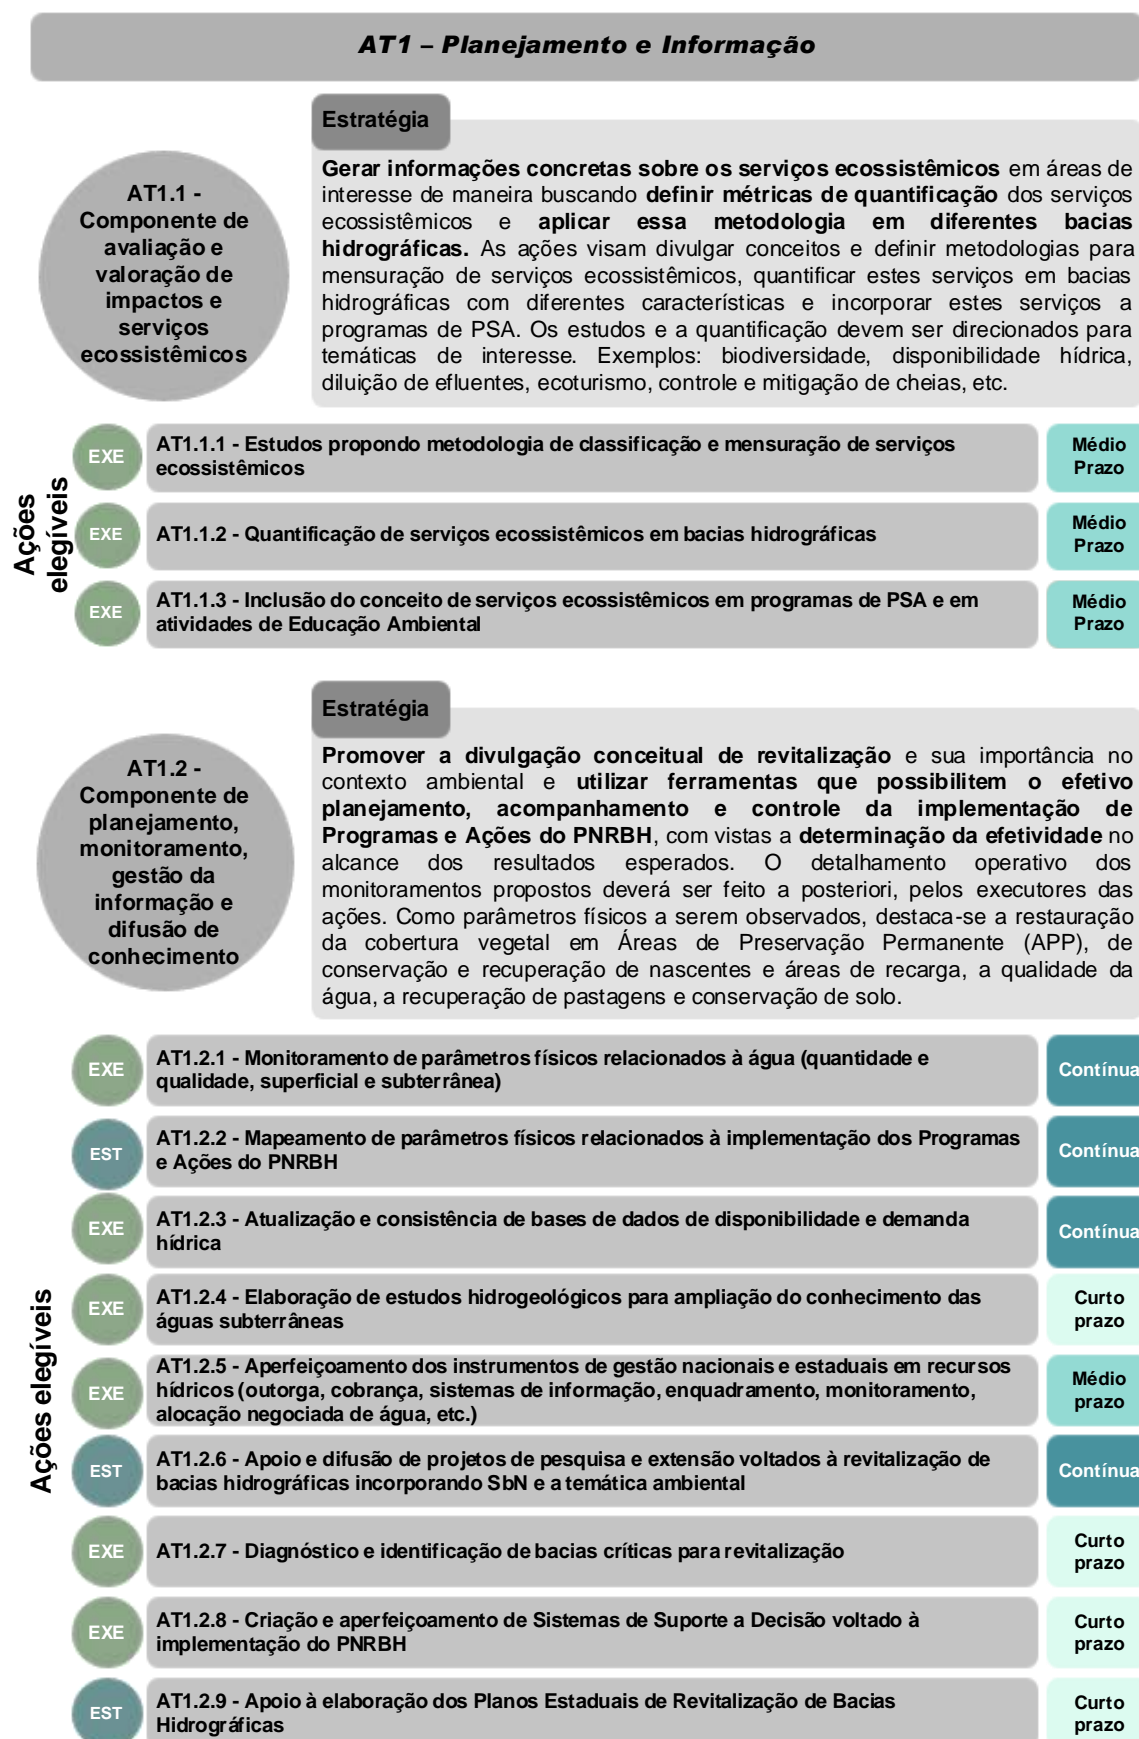 AT1 – Planejamento e Informação
Estratégia
AT1.1 -
Componente de
avaliação e
valoração de
impactos e
serviços
ecossistêmicos
Gerar informações concretas sobre os serviços ecossistêmicos em áreas de
interesse de maneira buscando definir métricas de quantificação dos serviços
ecossistêmicos e aplicar essa metodologia em diferentes bacias
hidrográficas. As ações visam divulgar conceitos e definir metodologias para
mensuração de serviços ecossistêmicos, quantificar estes serviços em bacias
hidrográficas com diferentes características e incorporar estes serviços a
programas de PSA. Os estudos e a quantificação devem ser direcionados para
temáticas de interesse. Exemplos: biodiversidade, disponibilidade hídrica,
diluição de efluentes, ecoturismo, controle e mitigação de cheias, etc.
Ações
elegíveis
EXE
AT1.1.1 - Estudos propondo metodologia de classificação e mensuração de serviços
ecossistêmicos
Médio
Prazo
EXE
AT1.1.2 - Quantificação de serviços ecossistêmicos em bacias hidrográficas
Médio
Prazo
EXE
AT1.1.3 - Inclusão do conceito de serviços ecossistêmicos em programas de PSA e em
atividades de Educação Ambiental
Médio
Prazo
Estratégia
AT1.2 -
Componente de
planejamento,
monitoramento,
gestão da
informação e
difusão de
conhecimento
Promover a divulgação conceitual de revitalização e sua importância no
contexto ambiental e utilizar ferramentas que possibilitem o efetivo
planejamento, acompanhamento e controle da implementação de
Programas e Ações do PNRBH, com vistas a determinação da efetividade no
alcance dos resultados esperados. O detalhamento operativo dos
monitoramentos propostos deverá ser feito a posteriori, pelos executores das
ações. Como parâmetros físicos a serem observados, destaca-se a restauração
da cobertura vegetal em Áreas de Preservação Permanente (APP), de
conservação e recuperação de nascentes e áreas de recarga, a qualidade da
água, a recuperação de pastagens e conservação de solo.
Ações elegíveis
EXE
AT1.2.1 - Monitoramento de parâmetros físicos relacionados à água (quantidade e
qualidade, superficial e subterrânea)
Contínua
EST
AT1.2.2 - Mapeamento de parâmetros físicos relacionados à implementação dos Programas
e Ações do PNRBH
Contínua
EXE
AT1.2.3 - Atualização e consistência de bases de dados de disponibilidade e demanda
hídrica
Contínua
EXE
AT1.2.4 - Elaboração de estudos hidrogeológicos para ampliação do conhecimento das
águas subterrâneas
Curto
prazo
EXE
AT1.2.5 - Aperfeiçoamento dos instrumentos de gestão nacionais e estaduais em recursos
hídricos (outorga, cobrança, sistemas de informação, enquadramento, monitoramento,
alocação negociada de água, etc.)
Médio
prazo
EST
AT1.2.6 - Apoio e difusão de projetos de pesquisa e extensão voltados à revitalização de
bacias hidrográficas incorporando SbN e a temática ambiental
Contínua
EXE
AT1.2.7 - Diagnóstico e identificação de bacias críticas para revitalização
Curto
prazo
EXE
AT1.2.8 - Criação e aperfeiçoamento de Sistemas de Suporte a Decisão voltado à
implementação do PNRBH
Curto
prazo
EST
AT1.2.9 - Apoio à elaboração dos Planos Estaduais de Revitalização de Bacias
Hidrográficas
Curto
prazo